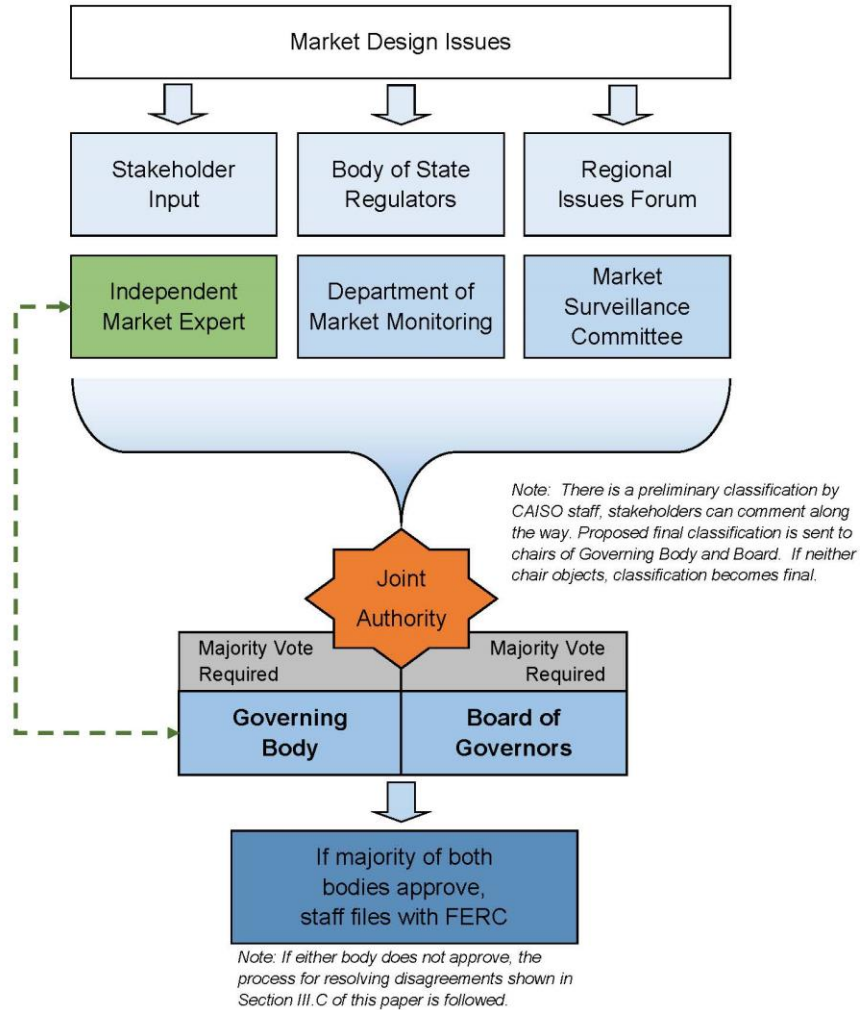 Market Design Issues
Stakeholder
Input
Body of State
Regulators
Regional
Issues Forum
Independent
Market Expert
Department of
Market Monitoring
Market
Surveillance
Committee
Note:  There is a preliminary classification by
CAISO staff, stakeholders can comment along
the way. Proposed final classification is sent to
chairs of Governing Body and Board.  If neither
chair objects, classification becomes final.
Joint
Authority
Majority Vote
Required
Majority Vote
Required
Governing
Body
Board of
Governors
If majority of both
bodies approve,
staff files with FERC
Note: If either body does not approve, the
process for resolving disagreements shown in
Section III.C of this paper is followed.